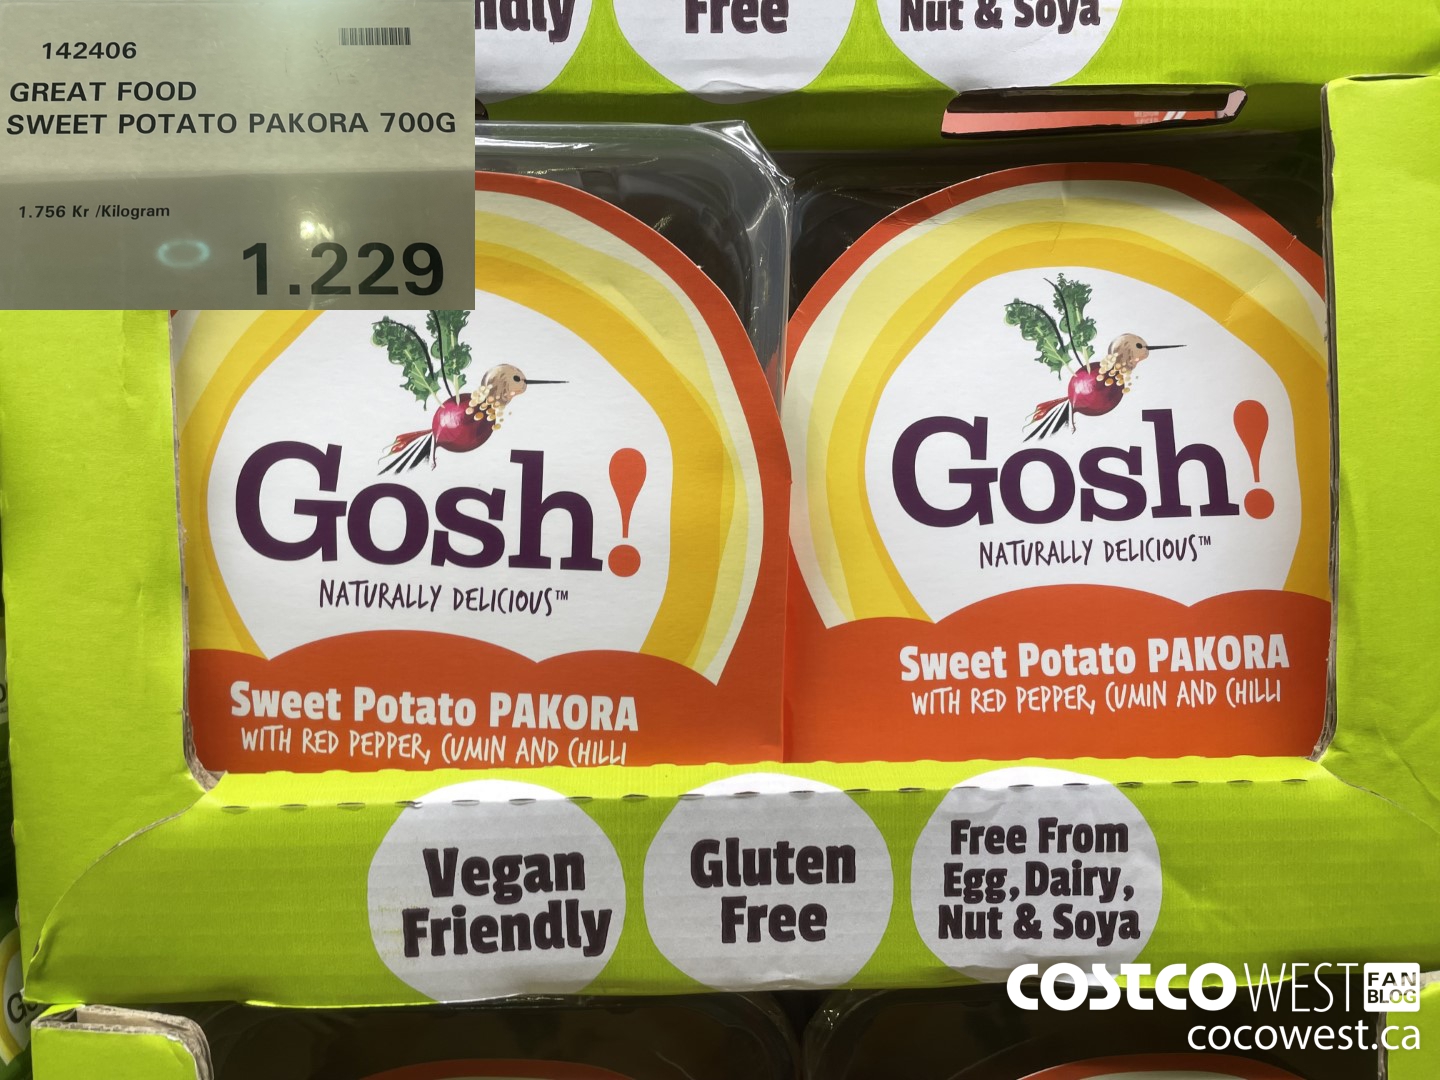 142406
GREAT FOOD
SWEET POTATO PAKORA 700G
1.756 Kr /Kilogram
1.229
Free
Nut & Soya
Gosh!
NATURALLY DELICIOUS™
Sweet Potato PAKORA
WITH RED PEPPER, CUMIN AND CHILLI
Gosh!
NATURALLY DELICIOUS™
Sweet Potato PAKORA
WITH RED PEPPER, CUMIN AND CHILLI
Vegan
Friendly
Gluten
Free
Free From
Egg, Dairy,
Nut & Soya
COSTCO WEST FAN BLOG
cocowest.ca